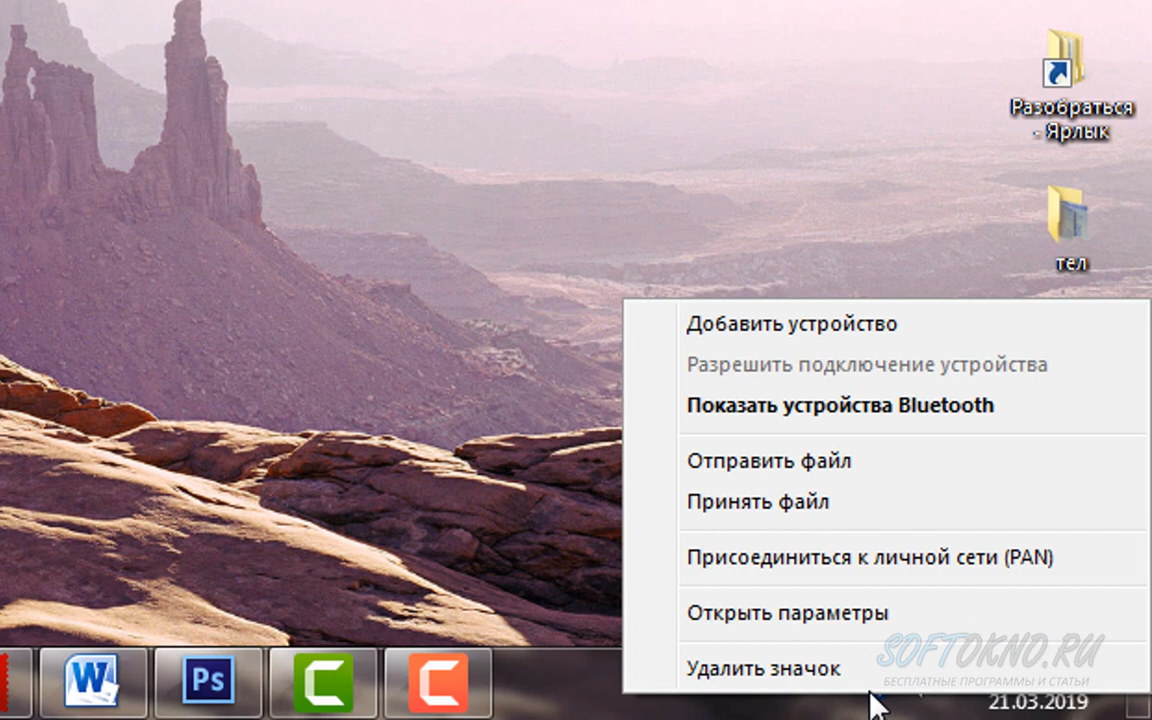 Разобраться
- Ярлык
тел
Добавить устройство
Разрешить подключение устройства
Показать устройства Bluetooth
Отправить файл
Принять файл
Присоединиться к личной сети (PAN)
Открыть параметры
Удалить значок
SOFTOKNO.RU
БЕСПЛАТНЫЕ ПРОГРАММЫ И СТАТЬИ
W
Ps
C
C
21.03.2019